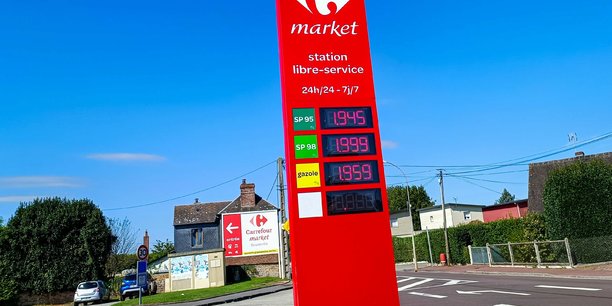 market
station
libre-service
24h/24 - 7j/7
SP 95
1.945
SP 98
1.999
gazole
1.959
entrée
Carrefour
market